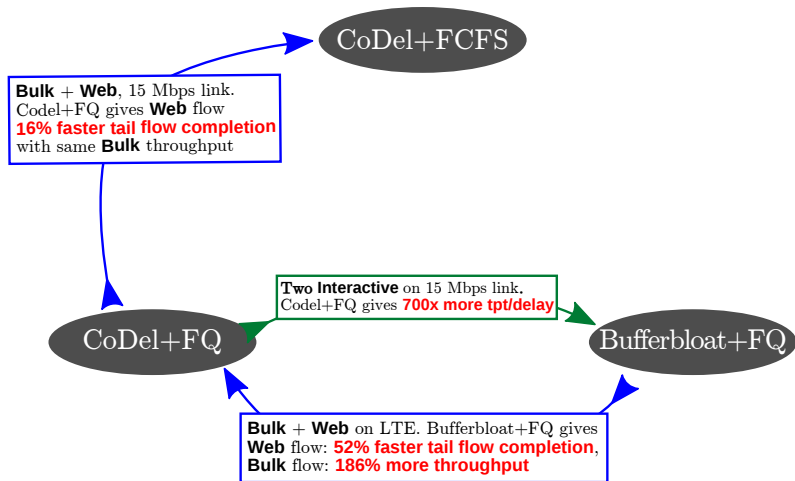 CoDel+FCFS
Bulk + Web, 15 Mbps link.
Codel+FQ gives Web flow
16% faster tail flow completion
with same Bulk throughput
Two Interactive on 15 Mbps link.
Codel+FQ gives 700x more tpt/delay
CoDel+FQ
Bufferbloat+FQ
Bulk + Web on LTE. Bufferbloat+FQ gives
Web flow: 52% faster tail flow completion,
Bulk flow: 186% more throughput